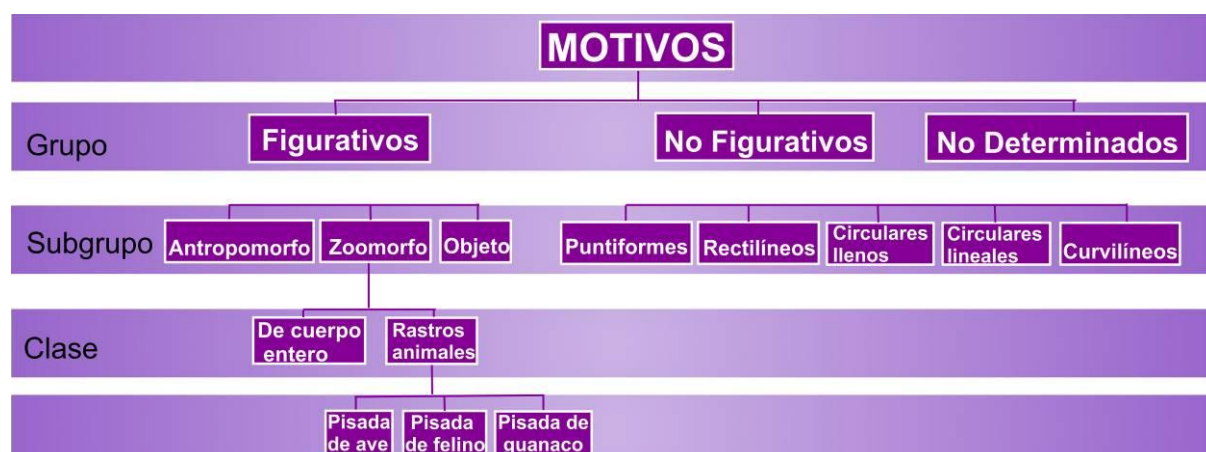 MOTIVOS
Grupo
Figurativos
No Figurativos
No Determinados
Subgrupo
Antropomorfo
Zoomorfo
Objeto
Puntiformes
Rectilíneos
Circulares
llenos
Circulares
lineales
Curvilíneos
Clase
De cuerpo
entero
Rastros
animales
Pisada
de ave
Pisada
de felino
Pisada de
guanaco